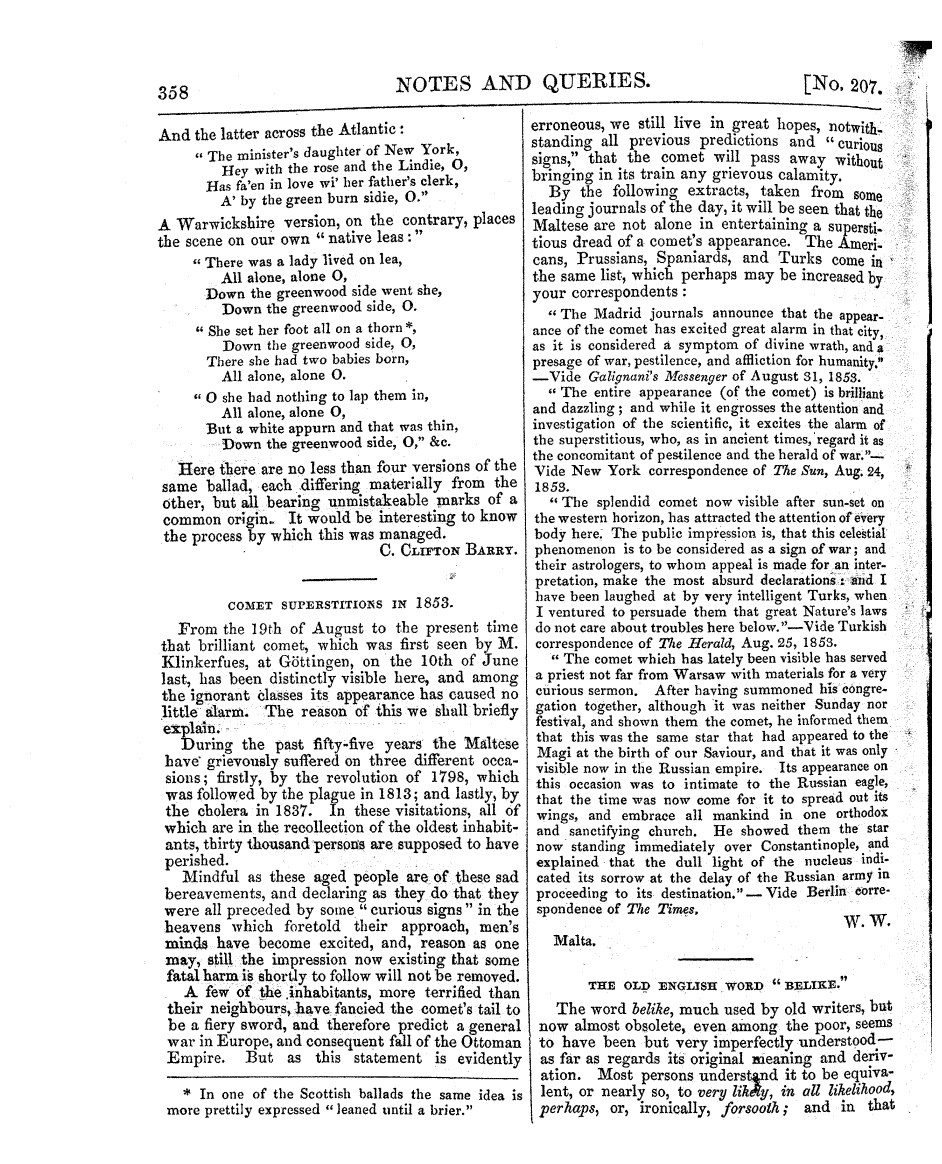 358
NOTES AND QUERIES.
[No. 207.
And the latter across the Atlantic :
“ The minister’s daughter of New York,
Hey with the rose and the Lindie, O,
Has fa’en in love wi’ her father’s clerk,
A’ by the green burn sidie, O.”
A Warwickshire version, on the contrary, places
the scene on our own “ native leas : ”
“ There was a lady lived on lea,
All alone, alone O,
Down the greenwood side went she,
Down the greenwood side, O.
“ She set her foot all on a thorn *,
Down the greenwood side, O,
There she had two babies born,
All alone, alone O.
“ O she had nothing to lap them in,
All alone, alone O,
But a white appurn and that was thin,
Down the greenwood side, O,” &c.
Here there are no less than four versions of the
same ballad, each differing materially from the
other, but all bearing unmistakeable marks of a
common origin. It would be interesting to know
the process by which this was managed.
C. CLIFTON BARRY.
COMET SUPERSTITIONS IN 1853.
From the 19th of August to the present time
that brilliant comet, which was first seen by M.
Klinkerfues, at Göttingen, on the 10th of June
last, has been distinctly visible here, and among
the ignorant classes its appearance has caused no
little alarm. The reason of this we shall briefly
explain.
During the past fifty-five years the Maltese
have grievously suffered on three different occa-
sions ; firstly, by the revolution of 1798, which
was followed by the plague in 1813 ; and lastly, by
the cholera in 1837. In these visitations, all of
which are in the recollection of the oldest inhabit-
ants, thirty thousand persons are supposed to have
perished.
Mindful as these aged people are of these sad
bereavements, and declaring as they do that they
were all preceded by some “ curious signs ” in the
heavens which foretold their approach, men’s
minds have become excited, and, reason as one
may, still the impression now existing that some
fatal harm is shortly to follow will not be removed.
A few of the inhabitants, more terrified than
their neighbours, have fancied the comet’s tail to
be a fiery sword, and therefore predict a general
war in Europe, and consequent fall of the Ottoman
Empire. But as this statement is evidently
* In one of the Scottish ballads the same idea is
more prettily expressed “ leaned until a brier.”
erroneous, we still live in great hopes, notwith-
standing all previous predictions and “ curious
signs,” that the comet will pass away without
bringing in its train any grievous calamity.
By the following extracts, taken from some
leading journals of the day, it will be seen that the
Maltese are not alone in entertaining a supersti-
tious dread of a comet’s appearance. The Ameri-
cans, Prussians, Spaniards, and Turks come in
the same list, which perhaps may be increased by
your correspondents :
“ The Madrid journals announce that the appear-
ance of the comet has excited great alarm in that city,
as it is considered a symptom of divine wrath, and a
presage of war, pestilence, and affliction for humanity.”
—Vide Galignani’s Messenger of August 31, 1853.
“ The entire appearance (of the comet) is brilliant
and dazzling ; and while it engrosses the attention and
investigation of the scientific, it excites the alarm of
the superstitious, who, as in ancient times, regard it as
the concomitant of pestilence and the herald of war.”—
Vide New York correspondence of The Sun, Aug. 24,
1853.
“ The splendid comet now visible after sun-set on
the western horizon, has attracted the attention of every
body here. The public impression is, that this celestial
phenomenon is to be considered as a sign of war ; and
their astrologers, to whom appeal is made for an inter-
pretation, make the most absurd declarations : and I
have been laughed at by very intelligent Turks, when
I ventured to persuade them that great Nature’s laws
do not care about troubles here below.”—Vide Turkish
correspondence of The Herald, Aug. 25, 1853.
“ The comet which has lately been visible has served
a priest not far from Warsaw with materials for a very
curious sermon. After having summoned his congre-
gation together, although it was neither Sunday nor
festival, and shown them the comet, he informed them
that this was the same star that had appeared to the
Magi at the birth of our Saviour, and that it was only
visible now in the Russian empire. Its appearance on
this occasion was to intimate to the Russian eagle,
that the time was now come for it to spread out its
wings, and embrace all mankind in one orthodox
and sanctifying church. He showed them the star
now standing immediately over Constantinople, and
explained that the dull light of the nucleus indi-
cated its sorrow at the delay of the Russian army in
proceeding to its destination.” — Vide Berlin corre-
spondence of The Times.
W. W.
Malta.
THE OLD ENGLISH WORD “ BELIKE.”
The word belike, much used by old writers, but
now almost obsolete, even among the poor, seems
to have been but very imperfectly understood—
as far as regards its original meaning and deriv-
ation. Most persons understand it to be equiva-
lent, or nearly so, to very likely, in all likelihood,
perhaps, or, ironically, forsooth ; and in that